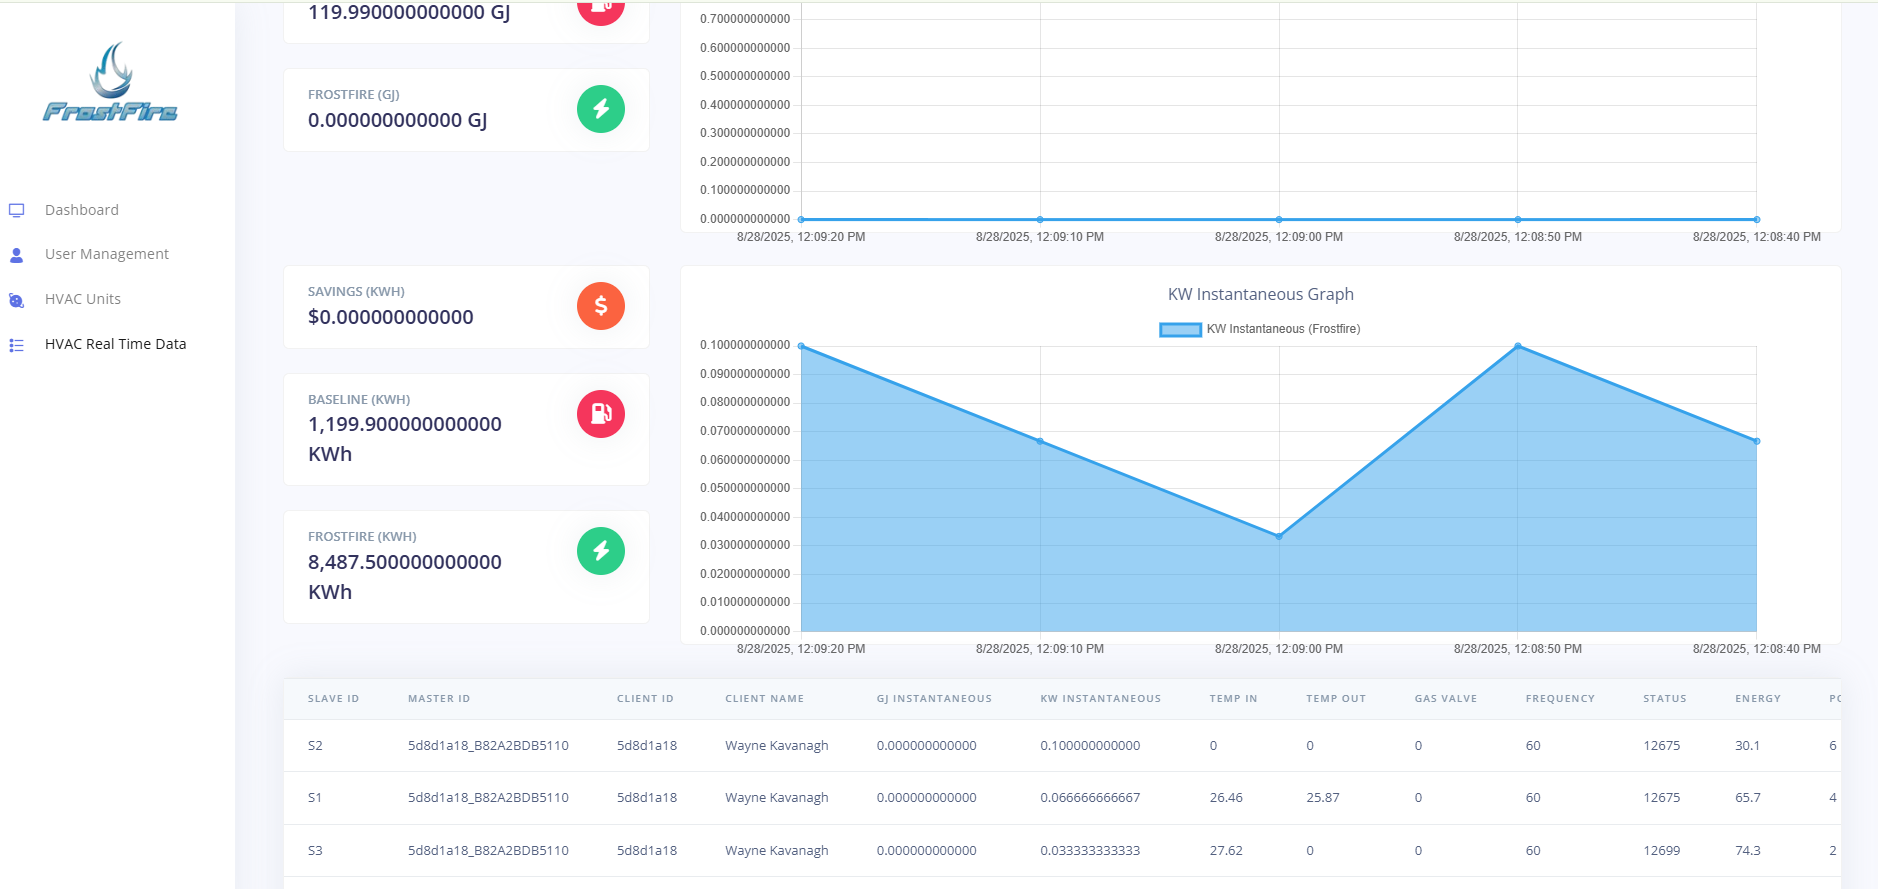 119.990000000000 GJ
FROSTFIRE (GJ)
0.000000000000 GJ
FrostFire
Dashboard
User Management
HVAC Units
HVAC Real Time Data
0.700000000000
0.600000000000
0.500000000000
0.400000000000
0.300000000000
0.200000000000
0.100000000000
0.000000000000
8/28/2025, 12:09:20 PM 8/28/2025, 12:09:10 PM 8/28/2025, 12:09:00 PM 8/28/2025, 12:08:50 PM 8/28/2025, 12:08:40 PM
SAVINGS (KWH)
$0.000000000000
BASELINE (KWH)
1,199.900000000000
KWh
FROSTFIRE (KWH)
8,487.500000000000
KWh
KW Instantaneous Graph
KW Instantaneous (Frostfire)
0.100000000000
0.090000000000
0.080000000000
0.070000000000
0.060000000000
0.050000000000
0.040000000000
0.030000000000
0.020000000000
0.010000000000
0.000000000000
8/28/2025, 12:09:20 PM 8/28/2025, 12:09:10 PM 8/28/2025, 12:09:00 PM 8/28/2025, 12:08:50 PM 8/28/2025, 12:08:40 PM
SLAVE ID MASTER ID CLIENT ID CLIENT NAME GJ INSTANTANEOUS KW INSTANTANEOUS TEMP IN TEMP OUT GAS VALVE FREQUENCY STATUS ENERGY
S2 5d8d1a18_B82A2BDB5110 5d8d1a18 Wayne Kavanagh 0.000000000000 0.100000000000 0 0 0 60 12675 30.1 6
S1 5d8d1a18_B82A2BDB5110 5d8d1a18 Wayne Kavanagh 0.000000000000 0.066666666667 26.46 25.87 0 60 12675 65.7 4
S3 5d8d1a18_B82A2BDB5110 5d8d1a18 Wayne Kavanagh 0.000000000000 0.033333333333 27.62 0 0 60 12699 74.3 2